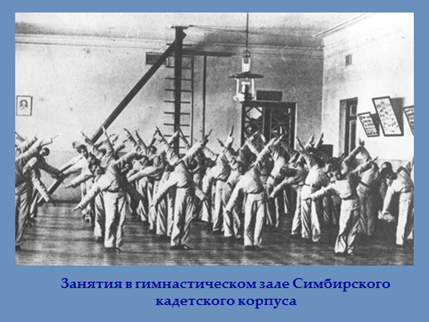 Занятия в гимнастическом зале Симбирского
кадетского корпуса